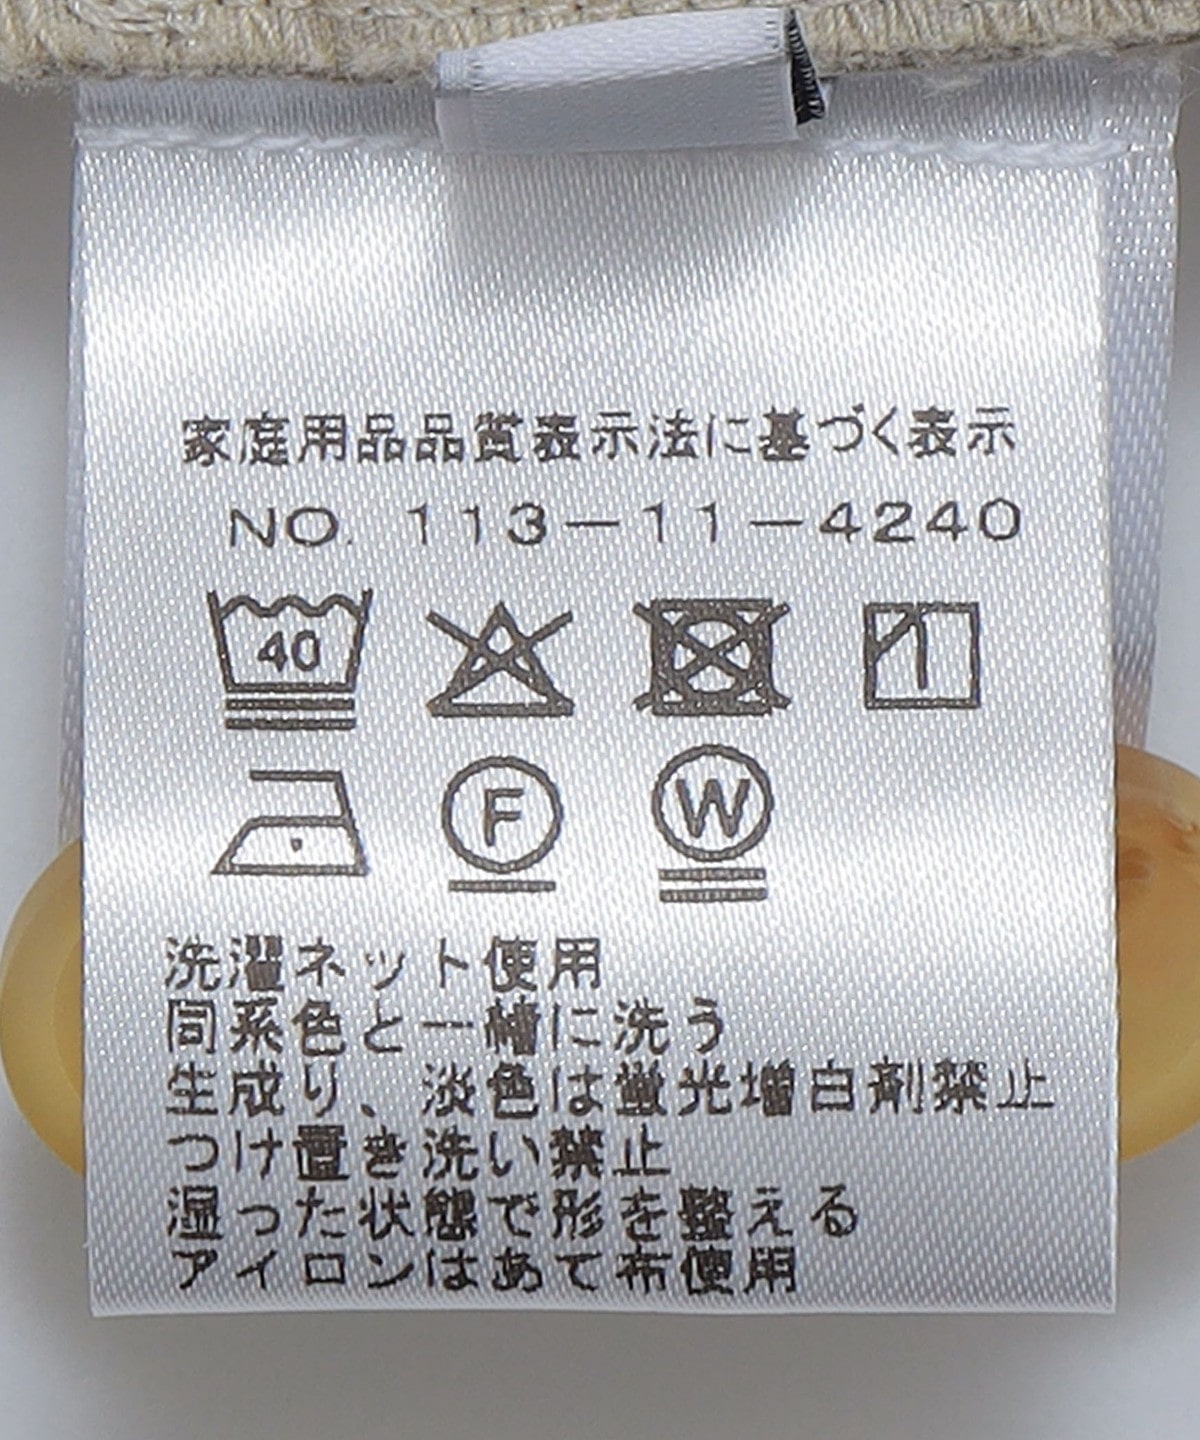 家庭用品品質表示法に基づく表示
NO. 113-11-4240
40
F
W
洗濯ネット使用
同系色と一緒に洗う
生成り、淡色は蛍光増白剤禁止
つけ置き洗い禁止
湿った状態で形を整える
アイロンはあて布使用